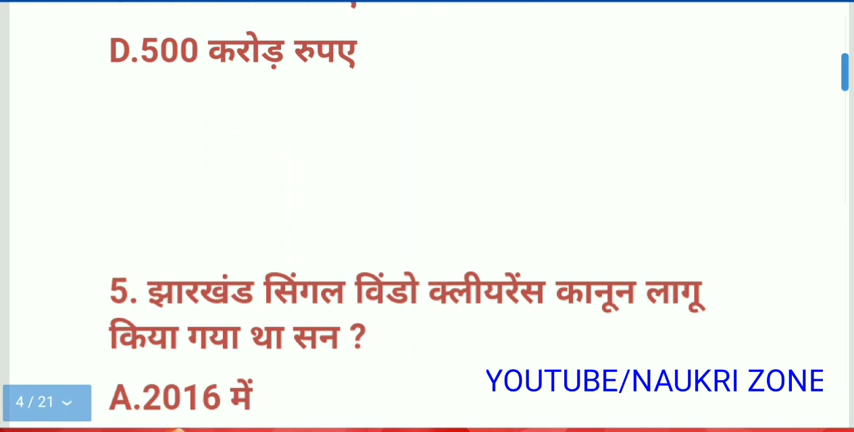 D.500 करोड़ रुपए
5. झारखंड सिंगल विंडो क्लीयरेंस कानून लागू
किया गया था सन ?
YOUTUBE/NAUKRI ZONE
4 / 21
A.2016 में